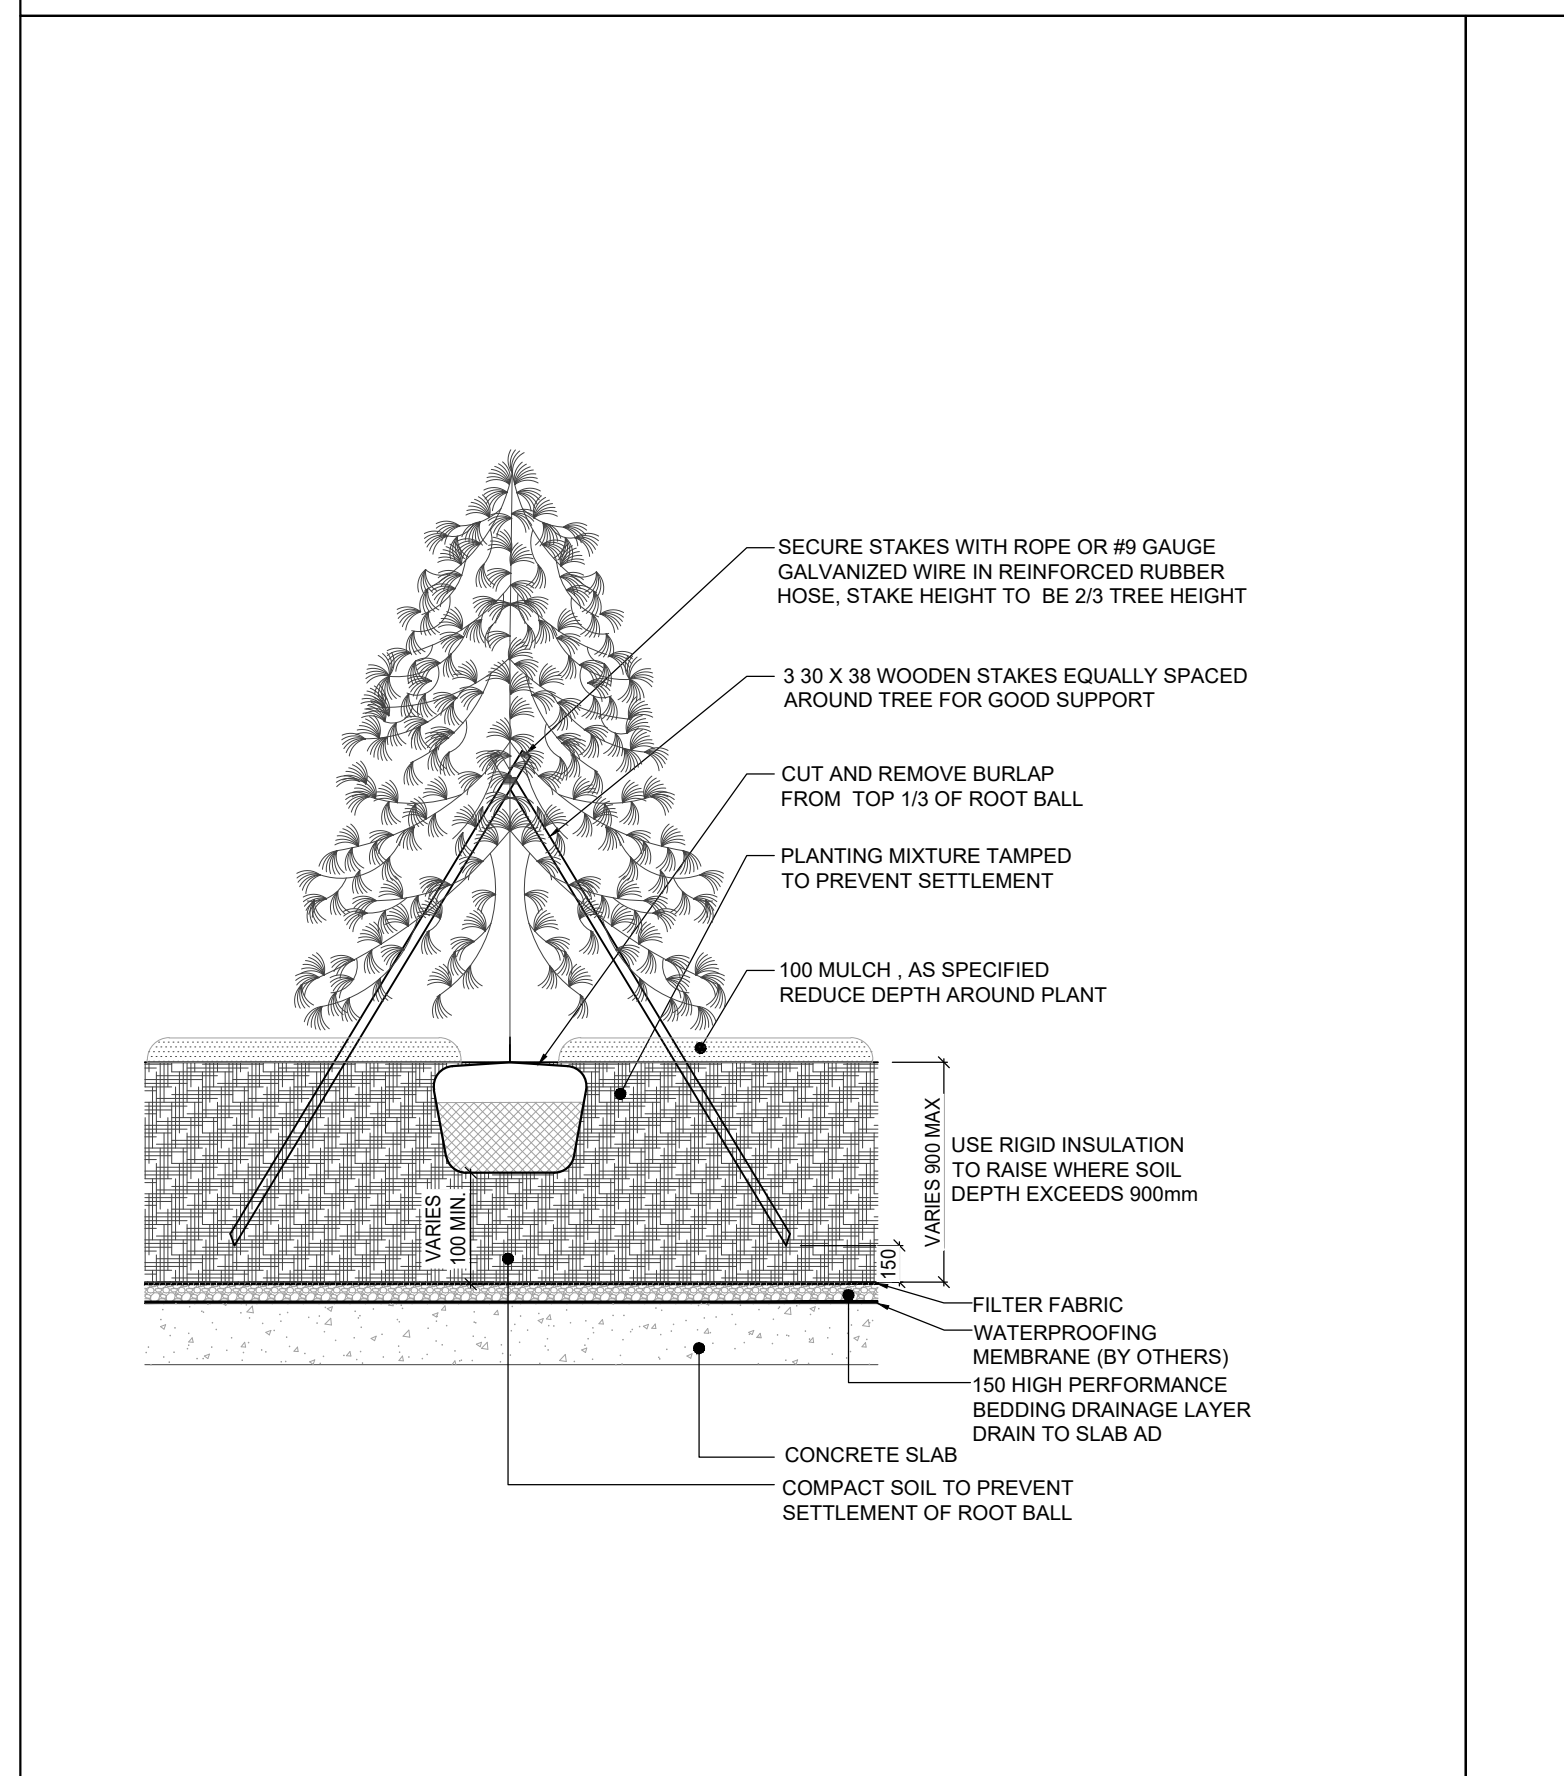 SECURE STAKES WITH ROPE OR #9 GAUGE
GALVANIZED WIRE IN REINFORCED RUBBER
HOSE, STAKE HEIGHT TO BE 2/3 TREE HEIGHT
3 30 X 38 WOODEN STAKES EQUALLY SPACED
AROUND TREE FOR GOOD SUPPORT
CUT AND REMOVE BURLAP
FROM TOP 1/3 OF ROOT BALL
PLANTING MIXTURE TAMPED
TO PREVENT SETTLEMENT
100 MULCH , AS SPECIFIED
REDUCE DEPTH AROUND PLANT
VARIES 900 MAX
USE RIGID INSULATION
TO RAISE WHERE SOIL
DEPTH EXCEEDS 900mm
VARIES
100 MIN.
150
FILTER FABRIC
WATERPROOFING
MEMBRANE (BY OTHERS)
150 HIGH PERFORMANCE
BEDDING DRAINAGE LAYER
DRAIN TO SLAB AD
CONCRETE SLAB
COMPACT SOIL TO PREVENT
SETTLEMENT OF ROOT BALL